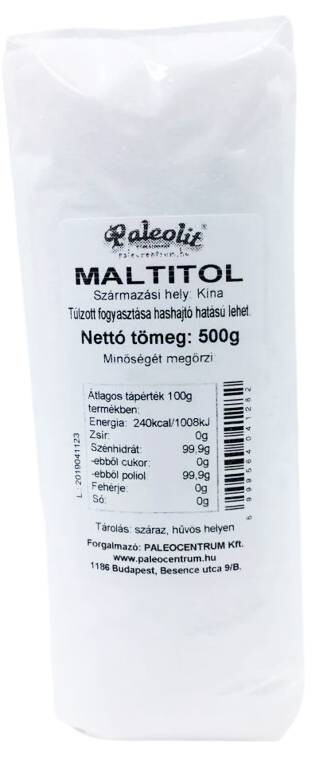 Paleolit®
paleocentrum.hu
MALTITOL
Származási hely: Kína
Túlzott fogyasztása hashajtó hatású lehet.
Nettó tömeg: 500g
Minőségét megőrzi:
Átlagos tápérték 100g
termékben:
Energia: 240kcal/1008kJ
Zsír: 0g
Szénhidrát: 99,9g
-ebből cukor: 0g
-ebből poliol 99,9g
Fehérje: 0g
Só: 0g
L: 2019041123
5999564041262
Tárolás: száraz, hűvös helyen
Forgalmazó: PALEOCENTRUM Kft.
www.paleocentrum.hu
1186 Budapest, Besence utca 9/B.